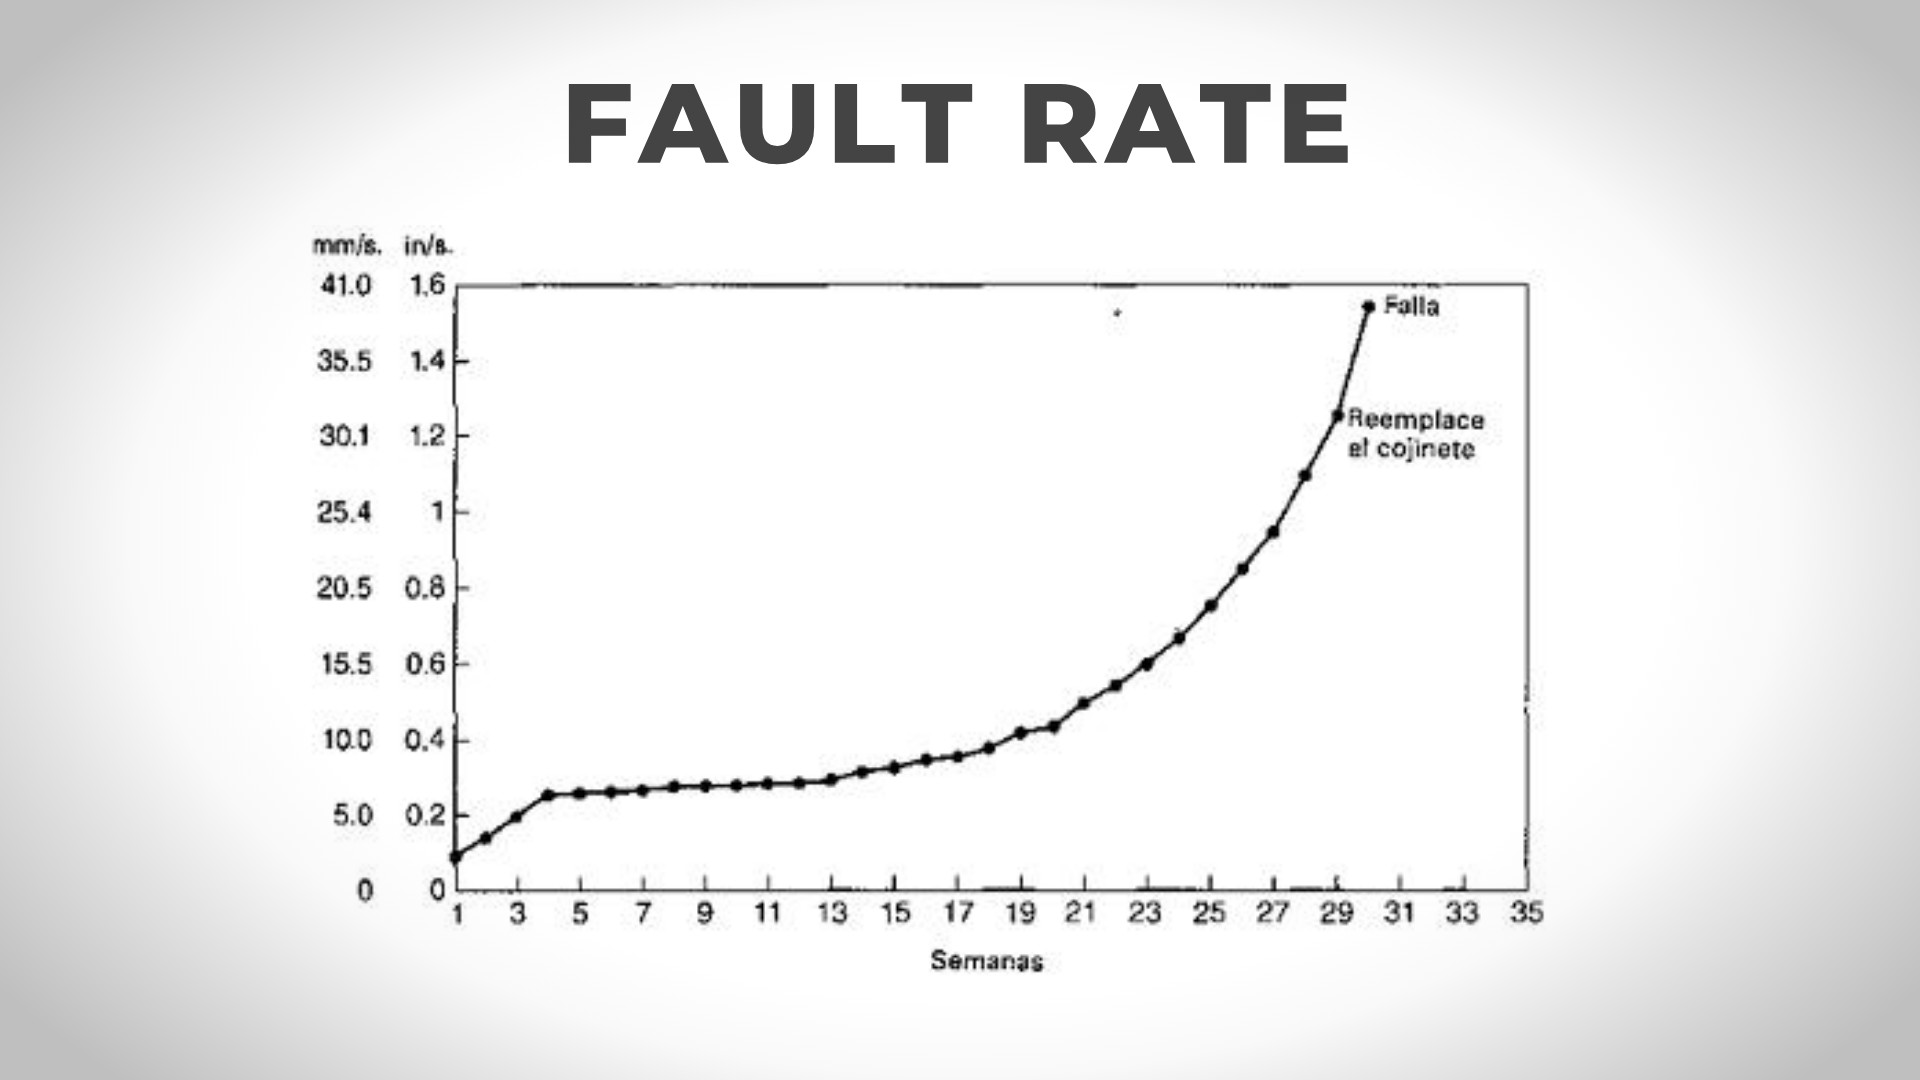 FAULT RATE
mm/s. in/s.
41.0 1.6
35.5 1.4
30.1 1.2
25.4 1
20.5 0.8
15.5 0.6
10.0 0.4
5.0 0.2
0 0
Falla
Reemplace
el cojinete
1 3 5 7 9 11 13 15 17 19 21 23 25 27 29 31 33 35
Semanas